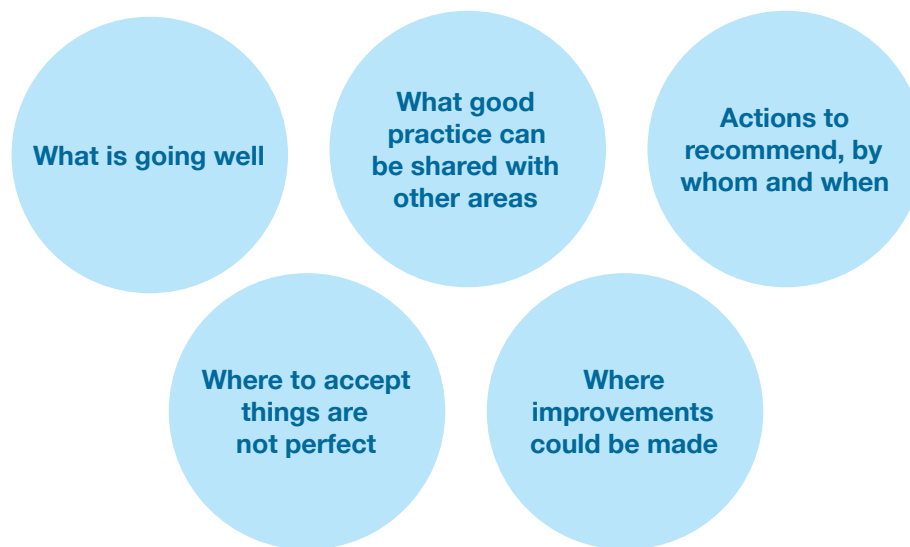 What is going well
What good
practice can
be shared with
other areas
Actions to
recommend, by
whom and when
Where to accept
things are
not perfect
Where
improvements
could be made